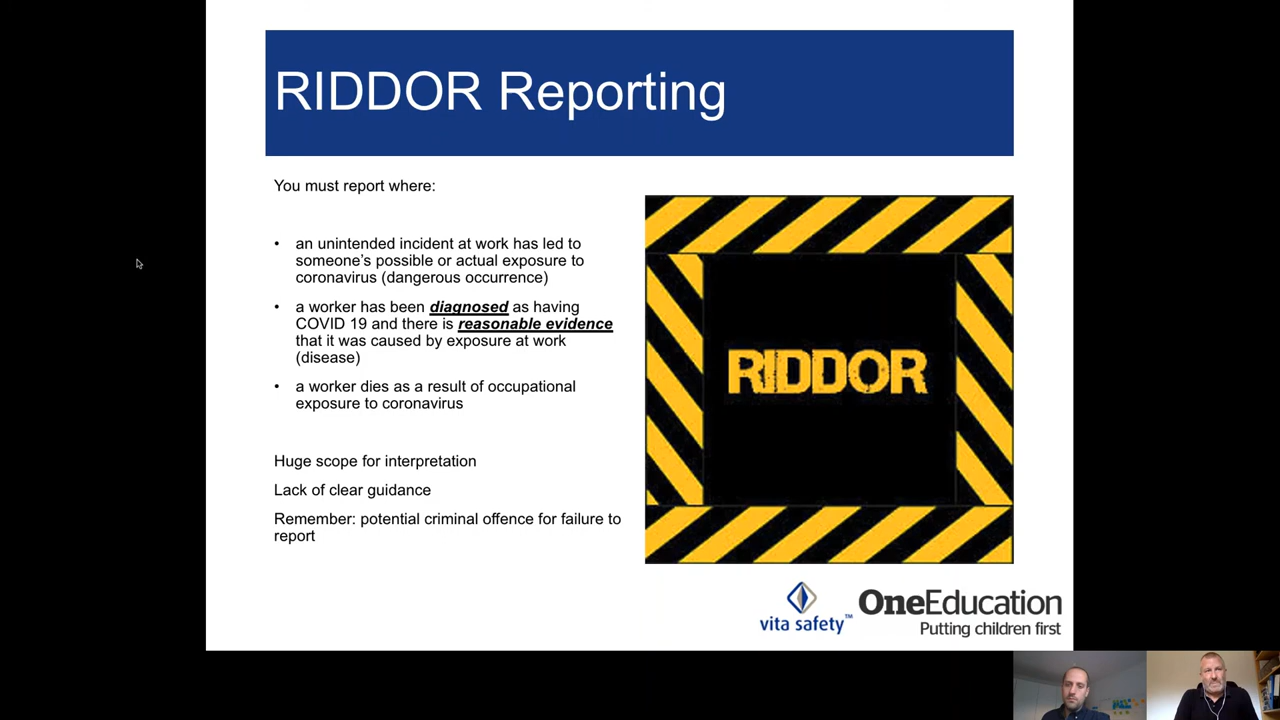 RIDDOR Reporting
You must report where:
• an unintended incident at work has led to
someone's possible or actual exposure to
coronavirus (dangerous occurrence)
• a worker has been diagnosed as having
COVID 19 and there is reasonable evidence
that it was caused by exposure at work
(disease)
• a worker dies as a result of occupational
exposure to coronavirus
Huge scope for interpretation
Lack of clear guidance
Remember: potential criminal offence for failure to
report
RIDDOR
vita safety™
OneEducation
Putting children first